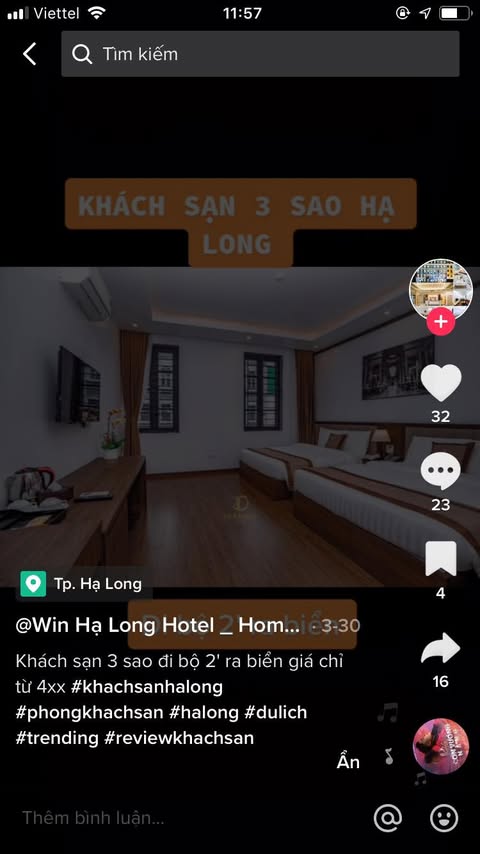 Viettel
11:57
Tìm kiếm
KHÁCH SẠN 3 SAO HẠ
LONG
32
23
4
16
Tp. Hạ Long
@Win Hạ Long Hotel _ Hom... · 3-30
Khách sạn 3 sao đi bộ 2' ra biển giá chỉ
từ 4xx #khachsanhalong
#phongkhachsan #halong #dulich
#trending #reviewkhachsan
Ẩn
Thêm bình luận...